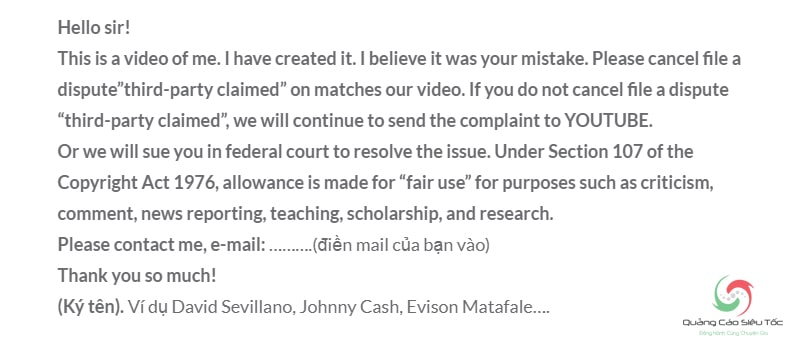 Hello sir!
This is a video of me. I have created it. I believe it was your mistake. Please cancel file a
dispute”third-party claimed” on matches our video. If you do not cancel file a dispute
“third-party claimed”, we will continue to send the complaint to YOUTUBE.
Or we will sue you in federal court to resolve the issue. Under Section 107 of the
Copyright Act 1976, allowance is made for “fair use” for purposes such as criticism,
comment, news reporting, teaching, scholarship, and research.
Please contact me, e-mail: ……….(điền mail của bạn vào)
Thank you so much!
(Ký tên). Ví dụ David Sevillano, Johnny Cash, Evison Matafale….
Quảng Cáo Siêu Tốc
Đồng Hành Cùng Chuyên Gia